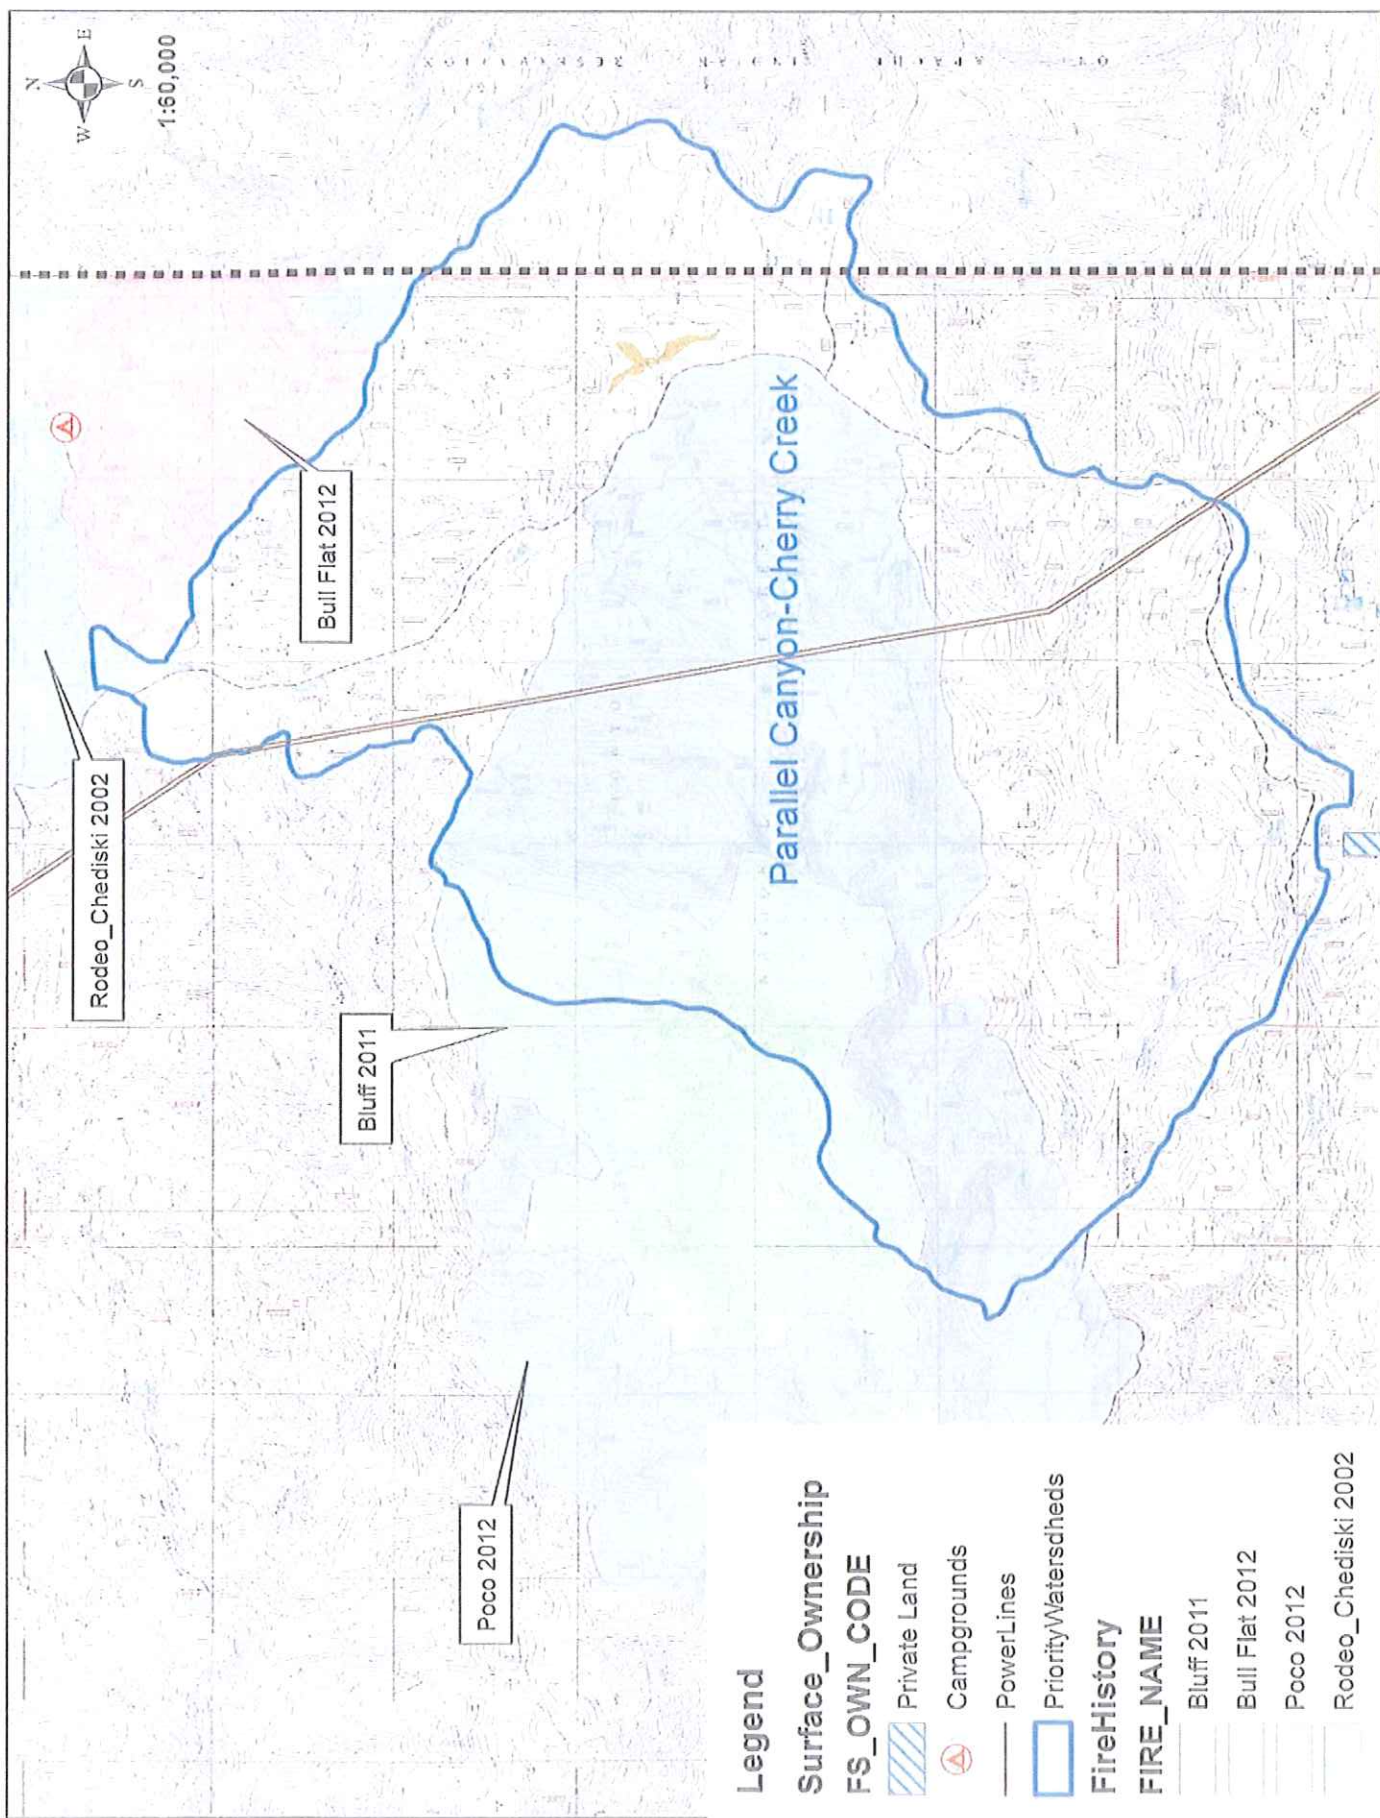 N
W E
S
1:60,000
Rodeo_Chediski 2002
Bull Flat 2012
Bluff 2011
Poco 2012
Parallel Canyon-Cherry Creek
Legend
Surface_Ownership
FS_OWN_CODE
Private Land
Campgrounds
PowerLines
PriorityWatersdheds
FireHistory
FIRE_NAME
Bluff 2011
Bull Flat 2012
Poco 2012
Rodeo_Chediski 2002